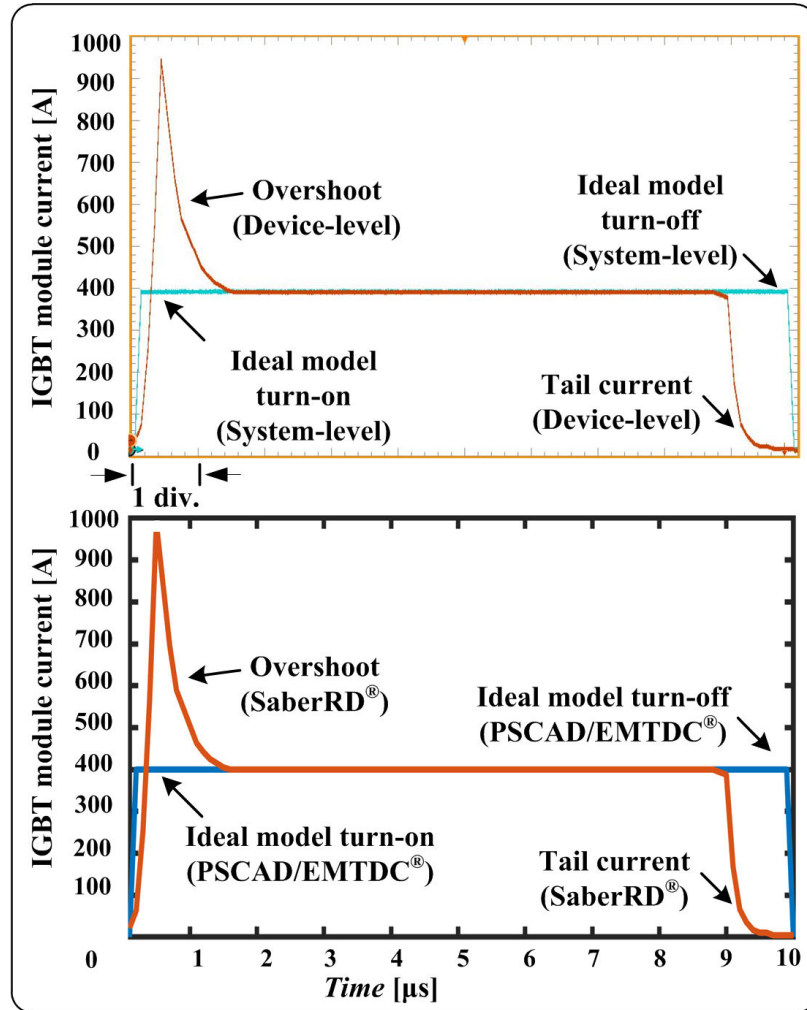 IGBT module current [A]
1000
900
800
700
600
500
400
300
200
100
0
Overshoot
(Device-level)
Ideal model
turn-off
(System-level)
Ideal model
turn-on
(System-level)
Tail current
(Device-level)
1 div.
IGBT module current [A]
1000
900
800
700
600
500
400
300
200
100
0
Overshoot
(SaberRD®)
Ideal model turn-off
(PSCAD/EMTDC®)
Ideal model turn-on
(PSCAD/EMTDC®)
Tail current
(SaberRD®)
1 2 3 4 5 6 7 8 9 10
Time [µs]